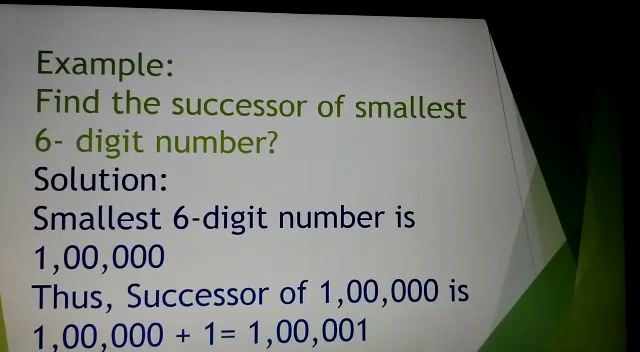 Example:
Find the successor of smallest
6- digit number?
Solution:
Smallest 6-digit number is
1,00,000
Thus, Successor of 1,00,000 is
1,00,000 + 1= 1,00,001